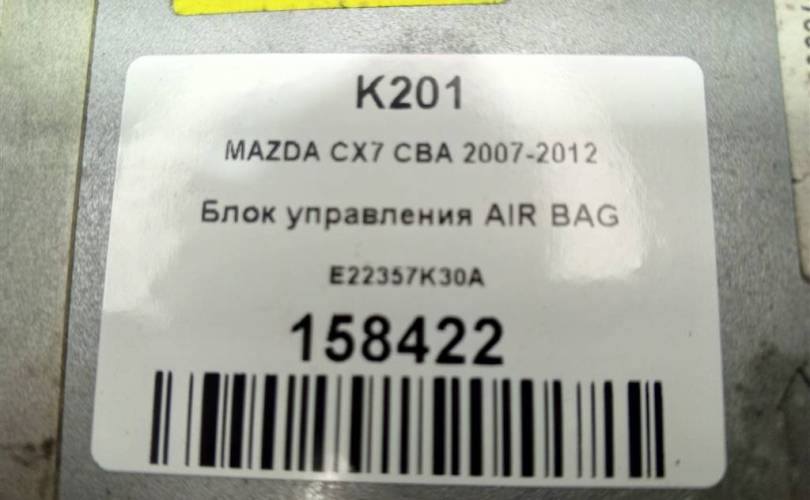 K201
MAZDA CX7 CBA 2007-2012
Блок управления AIR BAG
E22357K30A
158422